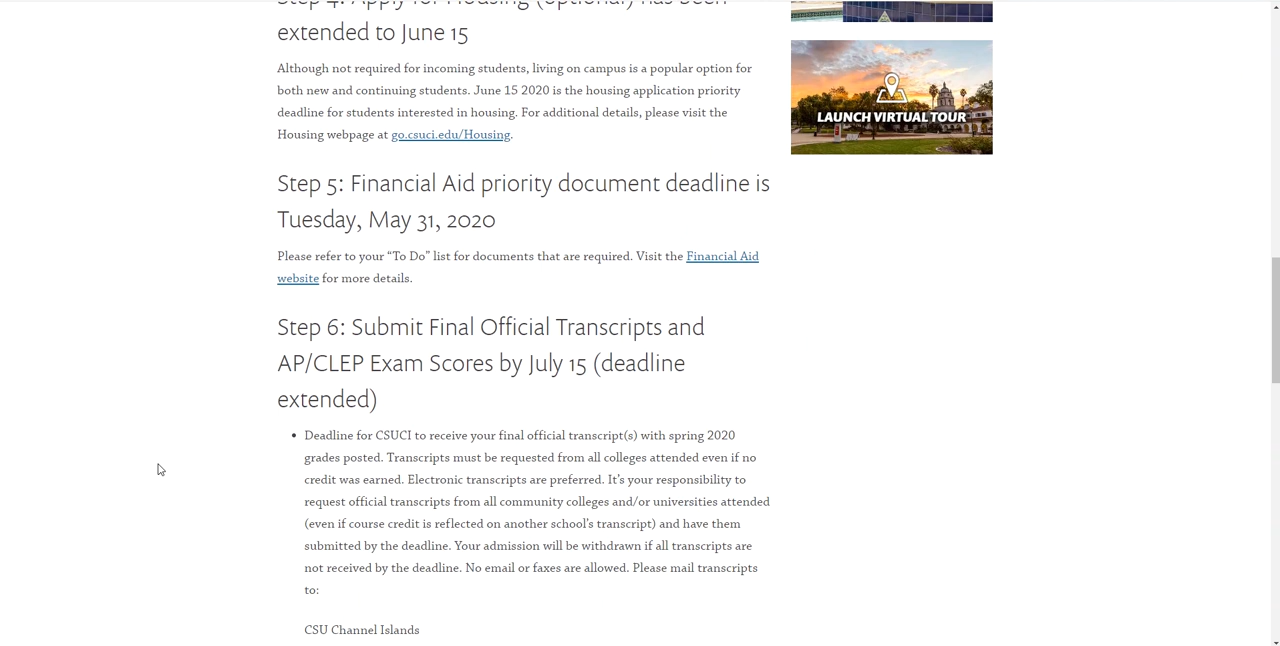 Step 4: Apply for Housing (optional) has been
extended to June 15
Although not required for incoming students, living on campus is a popular option for
both new and continuing students. June 15 2020 is the housing application priority
deadline for students interested in housing. For additional details, please visit the
Housing webpage at go.csuci.edu/Housing.
LAUNCH VIRTUAL TOUR
Step 5: Financial Aid priority document deadline is
Tuesday, May 31, 2020
Please refer to your “To Do” list for documents that are required. Visit the Financial Aid
website for more details.
Step 6: Submit Final Official Transcripts and
AP/CLEP Exam Scores by July 15 (deadline
extended)
• Deadline for CSUCI to receive your final official transcript(s) with spring 2020
grades posted. Transcripts must be requested from all colleges attended even if no
credit was earned. Electronic transcripts are preferred. It’s your responsibility to
request official transcripts from all community colleges and/or universities attended
(even if course credit is reflected on another school’s transcript) and have them
submitted by the deadline. Your admission will be withdrawn if all transcripts are
not received by the deadline. No email or faxes are allowed. Please mail transcripts
to:
CSU Channel Islands